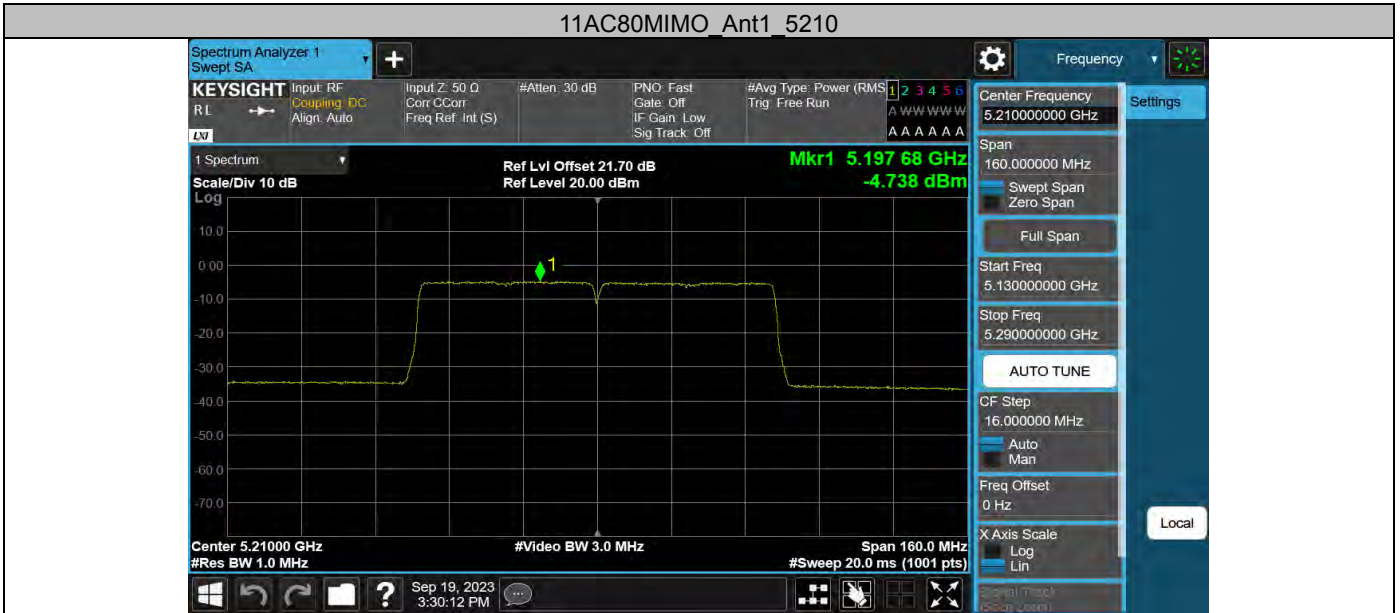 11AC80MIMO_Ant1_5210
Spectrum Analyzer 1
Swept SA
Frequency
KEYSIGHT
RL
LXI
Input: RF
Coupling: DC
Align: Auto
Input Z: 50 Ω
Corr CCorr
Freq Ref: Int (S)
#Atten: 30 dB
PNO: Fast
Gate: Off
IF Gain: Low
Sig Track: Off
#Avg Type: Power (RMS
Trig: Free Run
1 2 3 4 5 6
A W W W W W
A A A A A A
1 Spectrum
Scale/Div 10 dB
Log
Ref Lvl Offset 21.70 dB
Ref Level 20.00 dBm
Mkr1 5.197 68 GHz
-4.738 dBm
10.0
0.00
-10.0
-20.0
-30.0
-40.0
-50.0
-60.0
-70.0
1
Center 5.21000 GHz
#Res BW 1.0 MHz
#Video BW 3.0 MHz
Span 160.0 MHz
#Sweep 20.0 ms (1001 pts)
Sep 19, 2023
3:30:12 PM
Center Frequency
5.210000000 GHz
Settings
Span
160.000000 MHz
Swept Span
Zero Span
Full Span
Start Freq
5.130000000 GHz
Stop Freq
5.290000000 GHz
AUTO TUNE
CF Step
16.000000 MHz
Auto
Man
Freq Offset
0 Hz
X Axis Scale
Log
Lin
Local
Signal Track
(Span Zoom)